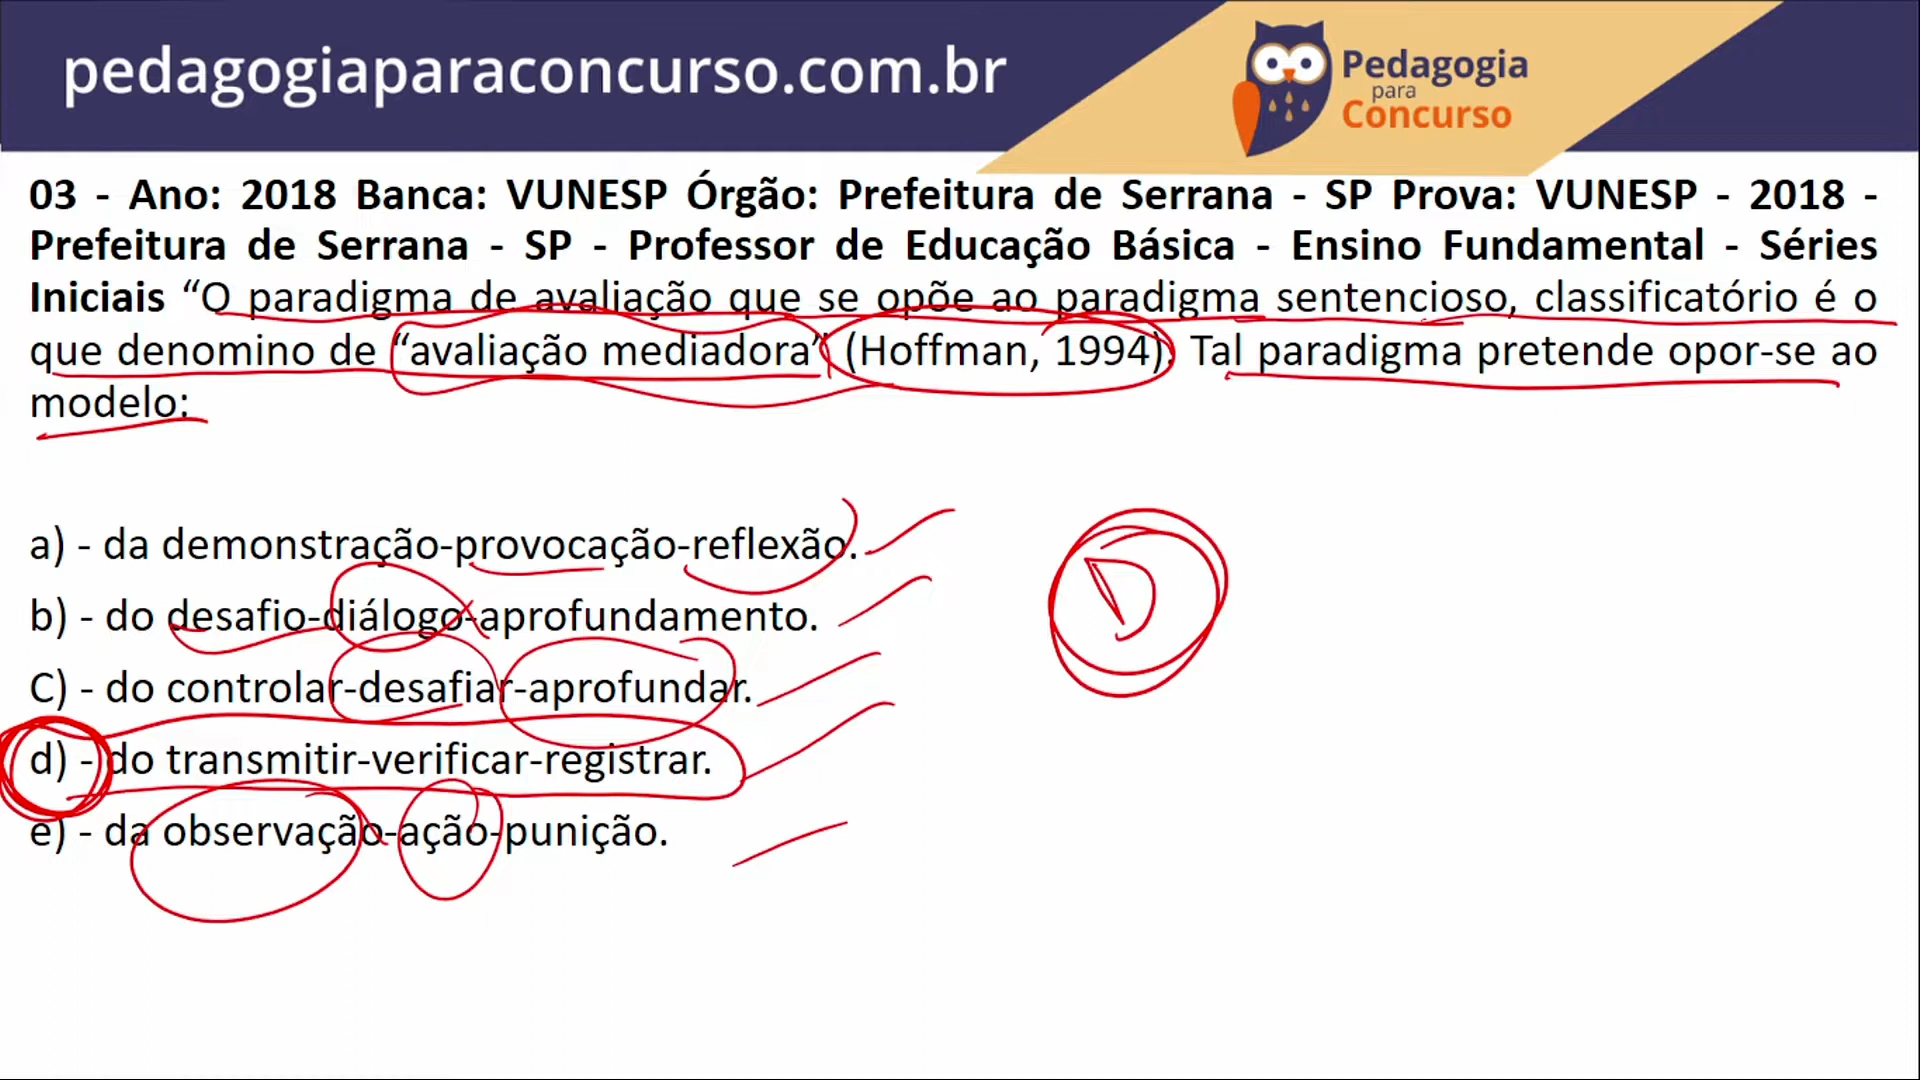 pedagogiaparaconcurso.com.br
Pedagogia
para
Concurso
03 - Ano: 2018 Banca: VUNESP Órgão: Prefeitura de Serrana - SP Prova: VUNESP - 2018 -
Prefeitura de Serrana - SP - Professor de Educação Básica - Ensino Fundamental - Séries
Iniciais “O paradigma de avaliação que se opõe ao paradigma sentencioso, classificatório é o
que denomino de “avaliação mediadora” (Hoffman, 1994). Tal paradigma pretende opor-se ao
modelo:
a) - da demonstração-provocação-reflexão.
b) - do desafio-diálogo-aprofundamento.
C) - do controlar-desafiar-aprofundar.
d) - do transmitir-verificar-registrar.
e) - da observação-ação-punição.
D